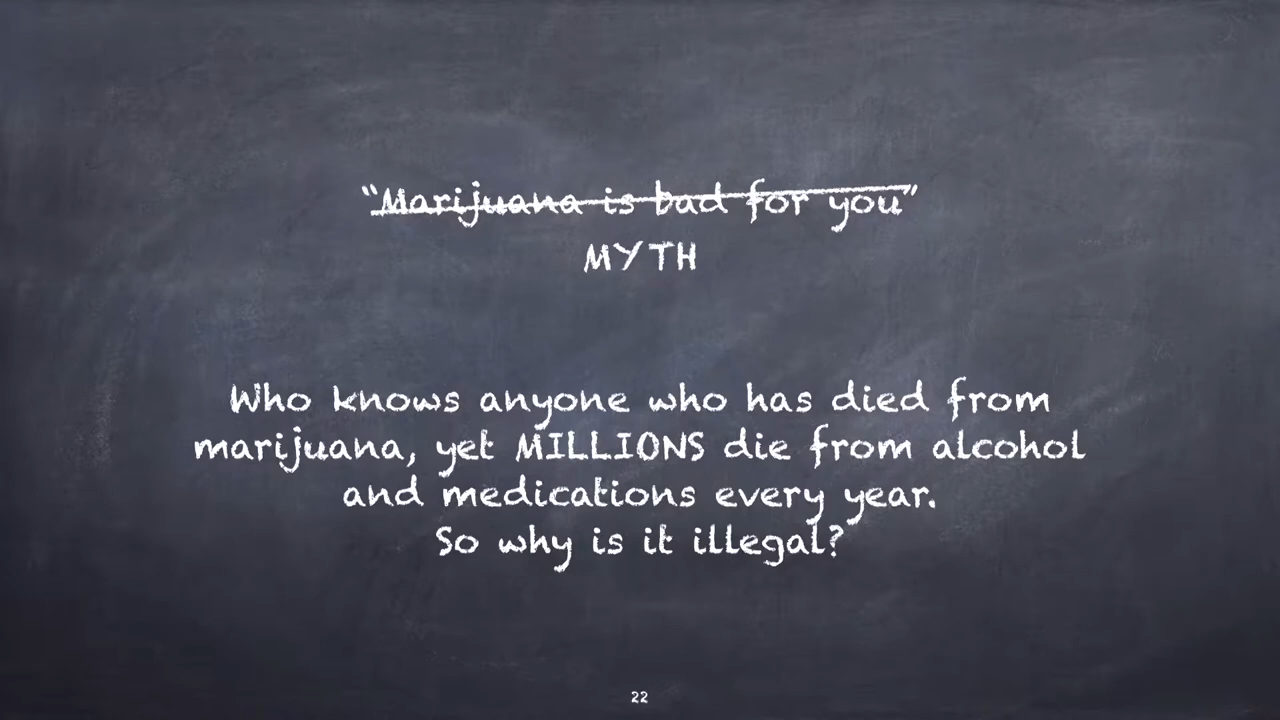 “Marijuana is bad for you”
MYTH
Who knows anyone who has died from
marijuana, yet MILLIONS die from alcohol
and medications every year.
So why is it illegal?
22